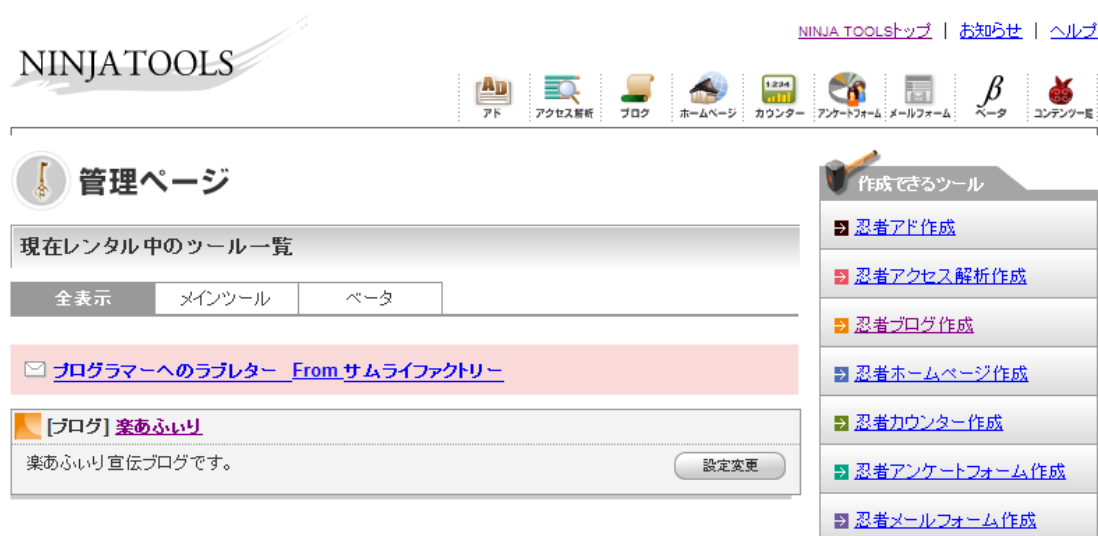 NINJA TOOLSトップ | お知らせ | ヘルプ
NINJATOOLS
AD
1234
β
アド
アクセス解析
ブログ
ホームページ
カウンター
アンケートフォーム
メールフォーム
ベータ
コンテンツ一覧
管理ページ
現在レンタル中のツール一覧
全表示 メインツール ベータ
プログラマーへのラブレター From サムライファクトリー
[ブログ] 楽あふぃり
楽あふぃり宣伝ブログです。
設定変更
作成できるツール
忍者アド作成
忍者アクセス解析作成
忍者ブログ作成
忍者ホームページ作成
忍者カウンター作成
忍者アンケートフォーム作成
忍者メールフォーム作成